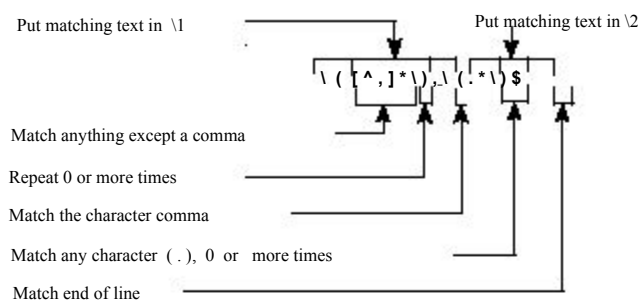 Put matching text in \1
Put matching text in \2
\ ( [ ^ , ] * \ ) , \ ( . * \ ) $
Match anything except a comma
Repeat 0 or more times
Match the character comma
Match any character ( . ), 0 or more times
Match end of line